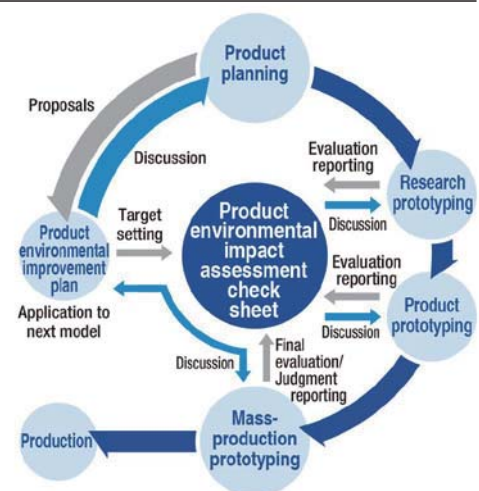 Product
planning
Proposals
Discussion
Evaluation
reporting
Research
prototyping
Discussion
Product
environmental
impact
assessment
check
sheet
Target
setting
Product
environmental
improvement
plan
Application to
next model
Evaluation
reporting
Product
prototyping
Discussion
Discussion
Final
evaluation/
Judgment
reporting
Mass-
production
prototyping
Production